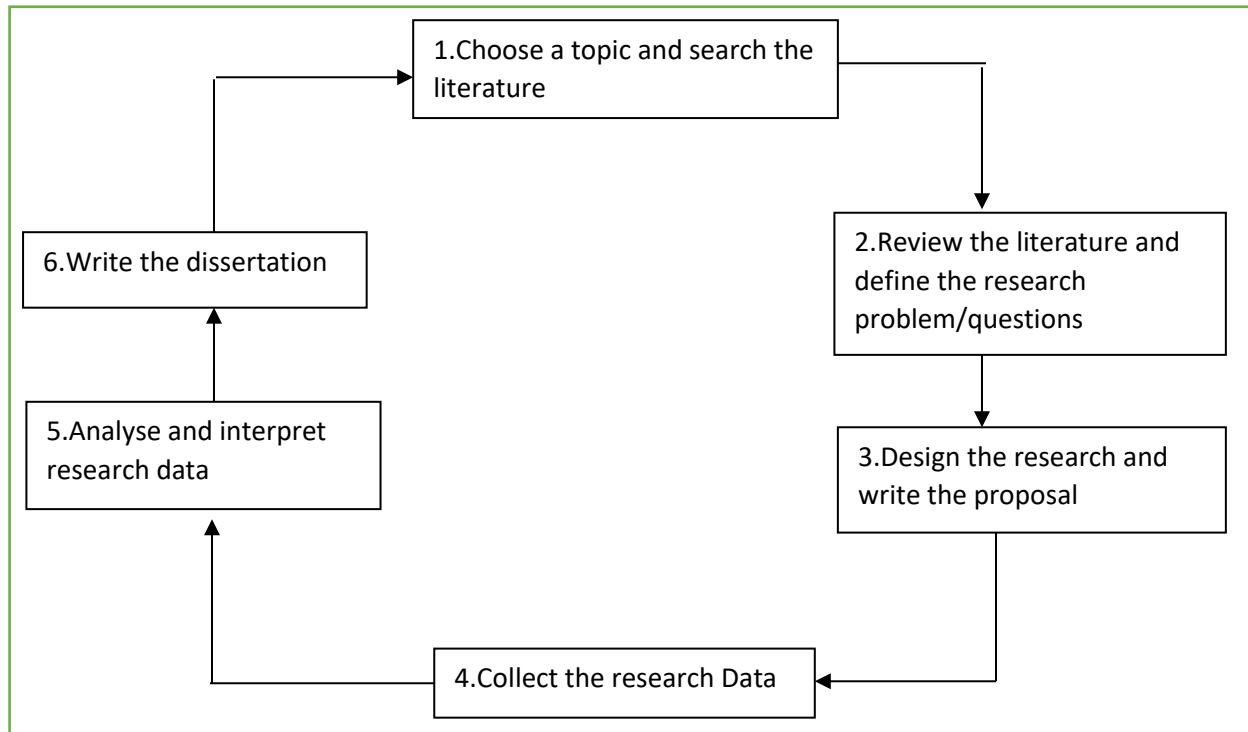 1.Choose a topic and search the
literature
2.Review the literature and
define the research
problem/questions
3.Design the research and
write the proposal
4.Collect the research Data
5.Analyse and interpret
research data
6.Write the dissertation